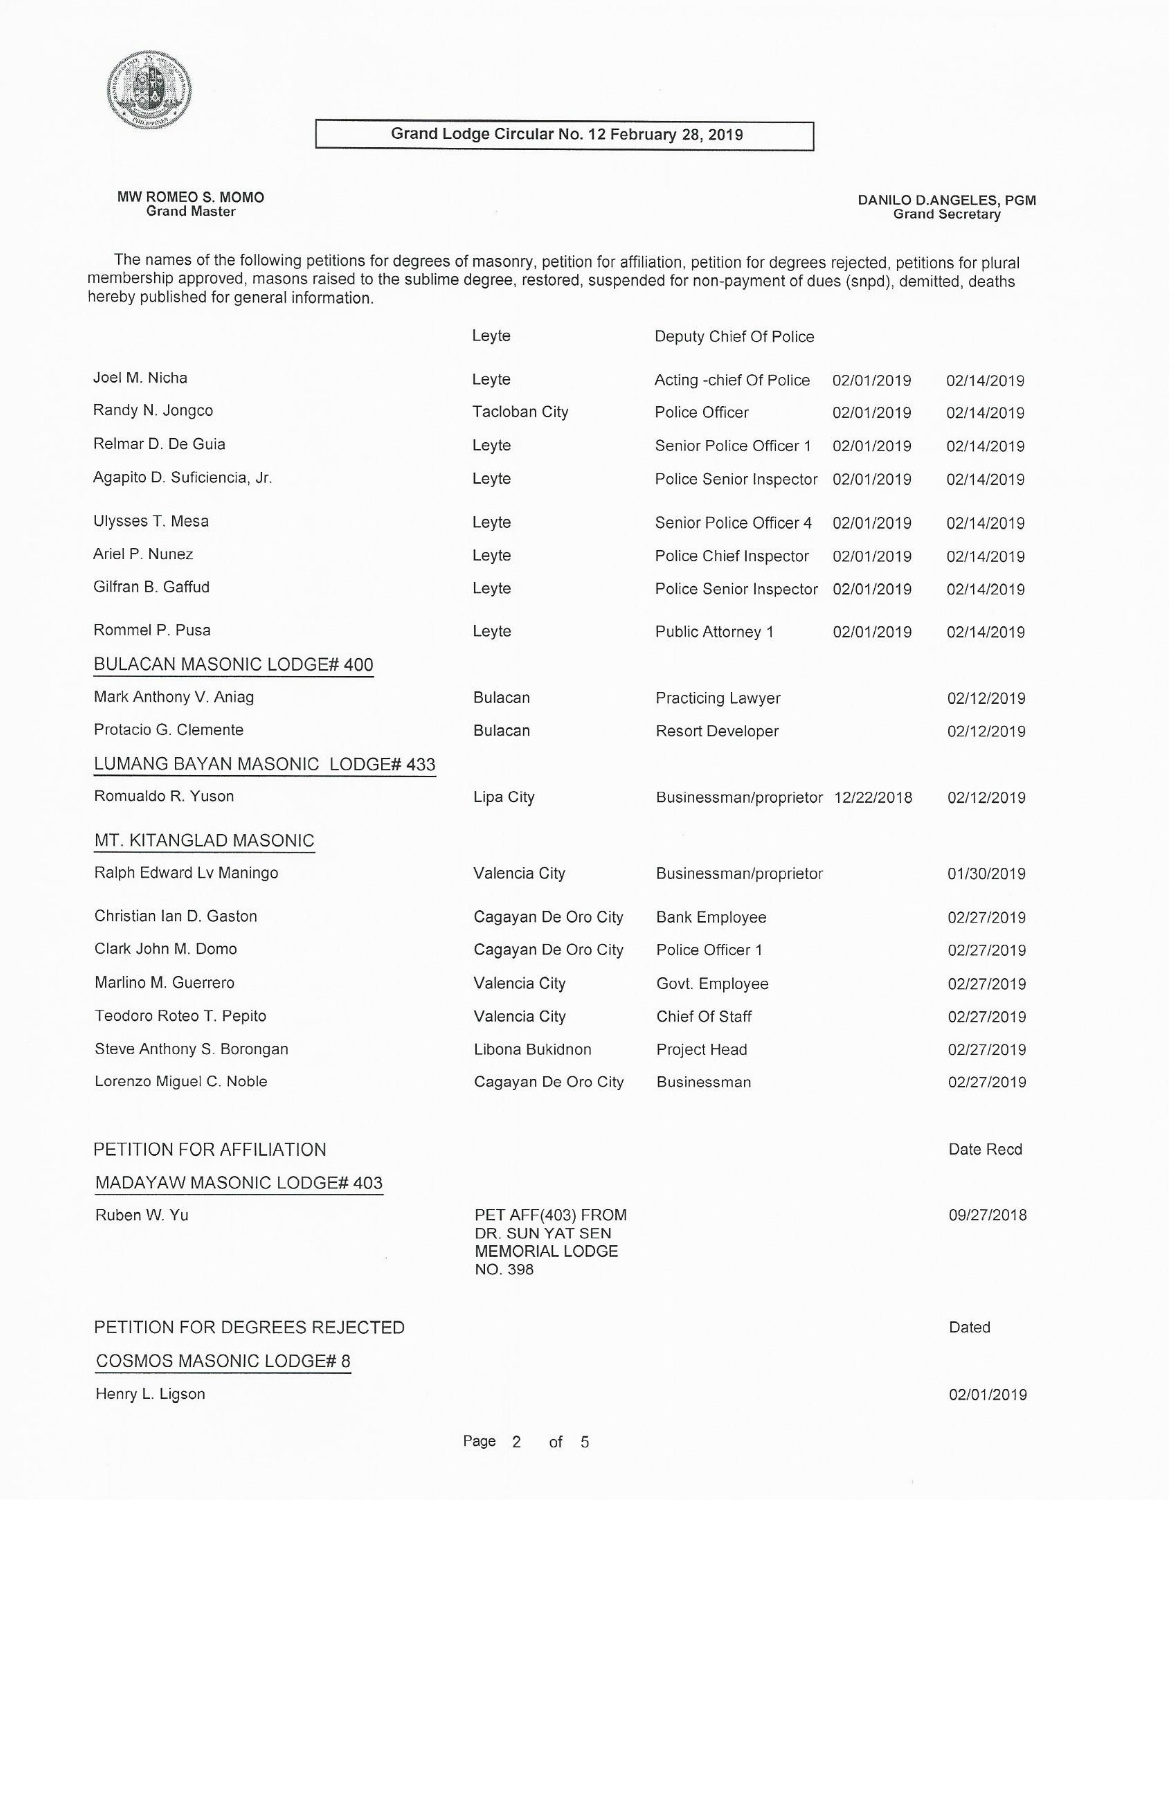 Grand Lodge Circular No. 12 February 28, 2019
MW ROMEO S. MOMO
Grand Master
DANILO D.ANGELES, PGM
Grand Secretary
The names of the following petitions for degrees of masonry, petition for affiliation, petition for degrees rejected, petitions for plural
membership approved, masons raised to the sublime degree, restored, suspended for non-payment of dues (snpd), demitted, deaths
hereby published for general information.
Leyte Deputy Chief Of Police
Joel M. Nicha Leyte Acting -chief Of Police 02/01/2019 02/14/2019
Randy N. Jongco Tacloban City Police Officer 02/01/2019 02/14/2019
Relmar D. De Guia Leyte Senior Police Officer 1 02/01/2019 02/14/2019
Agapito D. Suficiencia, Jr. Leyte Police Senior Inspector 02/01/2019 02/14/2019
Ulysses T. Mesa Leyte Senior Police Officer 4 02/01/2019 02/14/2019
Ariel P. Nunez Leyte Police Chief Inspector 02/01/2019 02/14/2019
Gilfran B. Gaffud Leyte Police Senior Inspector 02/01/2019 02/14/2019
Rommel P. Pusa Leyte Public Attorney 1 02/01/2019 02/14/2019
BULACAN MASONIC LODGE# 400
Mark Anthony V. Aniag Bulacan Practicing Lawyer 02/12/2019
Protacio G. Clemente Bulacan Resort Developer 02/12/2019
LUMANG BAYAN MASONIC LODGE# 433
Romualdo R. Yuson Lipa City Businessman/proprietor 12/22/2018 02/12/2019
MT. KITANGLAD MASONIC
Ralph Edward Lv Maningo Valencia City Businessman/proprietor 01/30/2019
Christian Ian D. Gaston Cagayan De Oro City Bank Employee 02/27/2019
Clark John M. Domo Cagayan De Oro City Police Officer 1 02/27/2019
Marlino M. Guerrero Valencia City Govt. Employee 02/27/2019
Teodoro Roteo T. Pepito Valencia City Chief Of Staff 02/27/2019
Steve Anthony S. Borongan Libona Bukidnon Project Head 02/27/2019
Lorenzo Miguel C. Noble Cagayan De Oro City Businessman 02/27/2019
PETITION FOR AFFILIATION Date Recd
MADAYAW MASONIC LODGE# 403
Ruben W. Yu PET AFF(403) FROM 09/27/2018
DR. SUN YAT SEN
MEMORIAL LODGE
NO. 398
PETITION FOR DEGREES REJECTED Dated
COSMOS MASONIC LODGE# 8
Henry L. Ligson 02/01/2019
Page 2 of 5